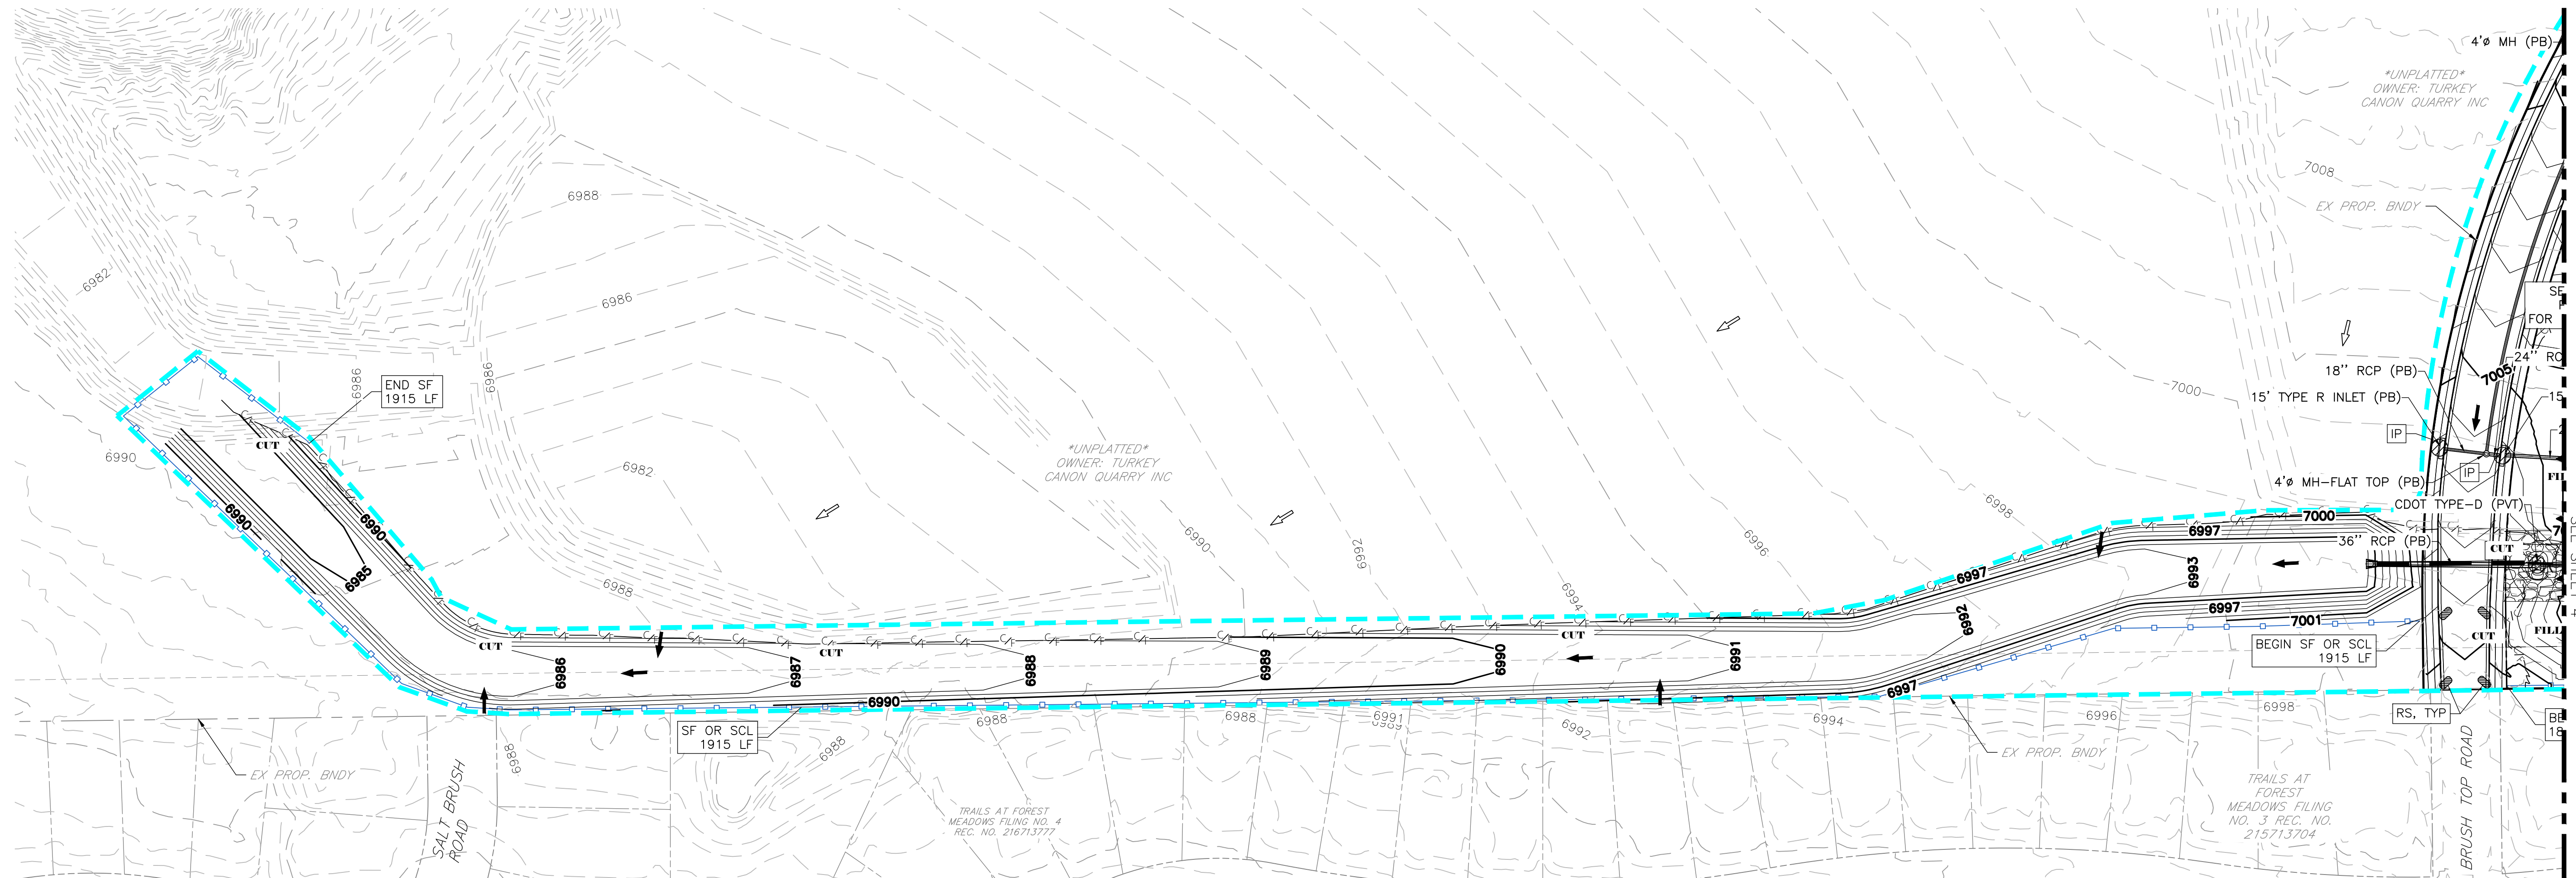 4'ø MH (PB)
*UNPLATTED*
OWNER: TURKEY
CANON QUARRY INC
7008
EX PROP. BNDY
6988
6982
6986
6986
6986
END SF
1915 LF
6990
CUT
6990
6990
6985
6982
*UNPLATTED*
OWNER: TURKEY
CANON QUARRY INC
6988
6990
6992
6994
6996
6998
7000
SE
FOR
24'' RC
7005
18'' RCP (PB)
15' TYPE R INLET (PB)
15
IP
IP
4'ø MH-FLAT TOP (PB)
CDOT TYPE-D (PVT)
36'' RCP (PB)
CUT
7000
6997
6997
6993
6997
7001
6992
CUT
CUT
CUT
6986
6987
6988
6989
6990
6991
6990
6997
BEGIN SF OR SCL
1915 LF
CUT
FILL
RS, TYP
BE
18
SF OR SCL
1915 LF
6988
6988
6988
6988
6991
6989
6992
6994
6996
6998
EX PROP. BNDY
EX PROP. BNDY
SALT BRUSH
ROAD
TRAILS AT FOREST
MEADOWS FILING NO. 4
REC. NO. 216713777
TRAILS AT
FOREST
MEADOWS FILING
NO. 3 REC. NO.
215713704
BRUSH TOP ROAD